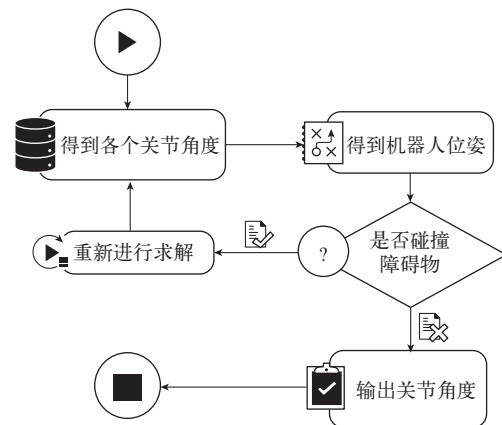 得到各个关节角度
得到机器人位姿
是否碰撞
障碍物
?
重新进行求解
输出关节角度